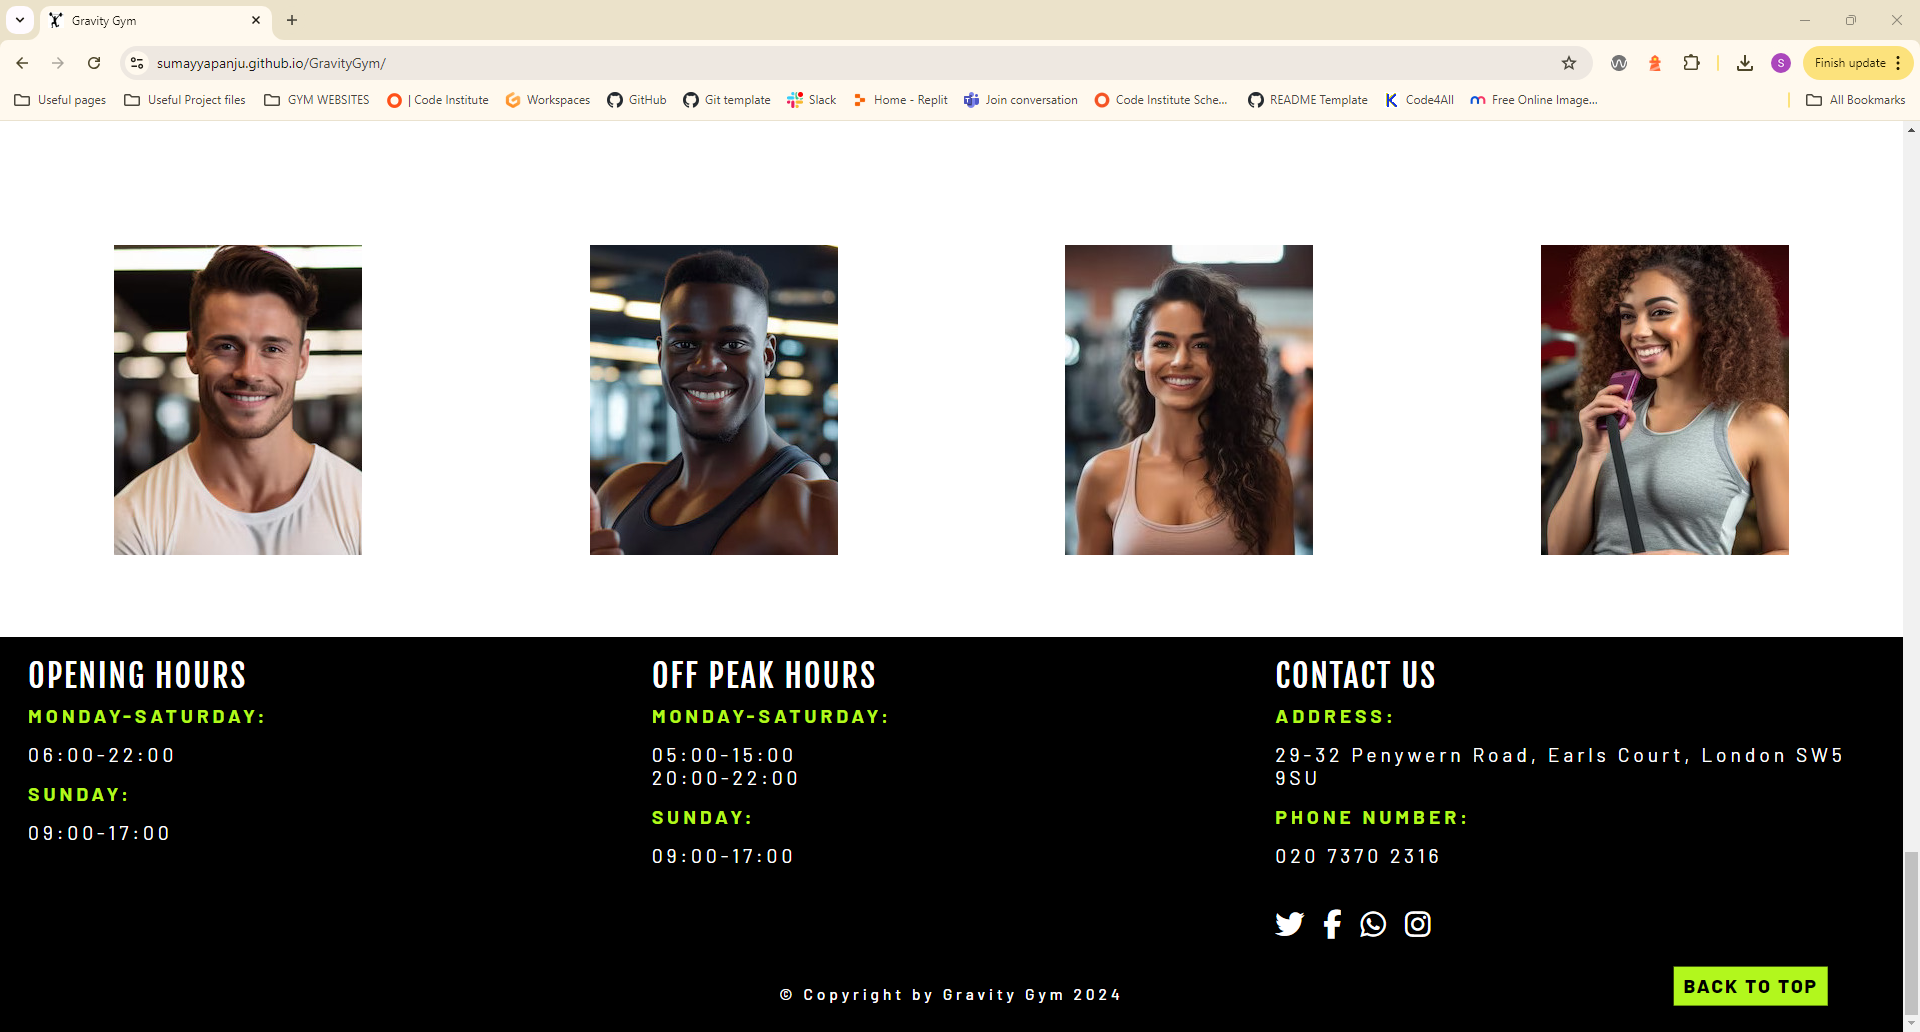 Gravity Gym
sumayyapanju.github.io/GravityGym/
S
Finish update
Useful pages
Useful Project files
GYM WEBSITES
| Code Institute
Workspaces
GitHub
Git template
Slack
Home - Replit
Join conversation
Code Institute Sche...
README Template
Code4All
Free Online Image...
All Bookmarks
OPENING HOURS
MONDAY-SATURDAY:
06:00-22:00
SUNDAY:
09:00-17:00
OFF PEAK HOURS
MONDAY-SATURDAY:
05:00-15:00
20:00-22:00
SUNDAY:
09:00-17:00
CONTACT US
ADDRESS:
29-32 Penywern Road, Earls Court, London SW5
9SU
PHONE NUMBER:
020 7370 2316
© Copyright by Gravity Gym 2024
BACK TO TOP